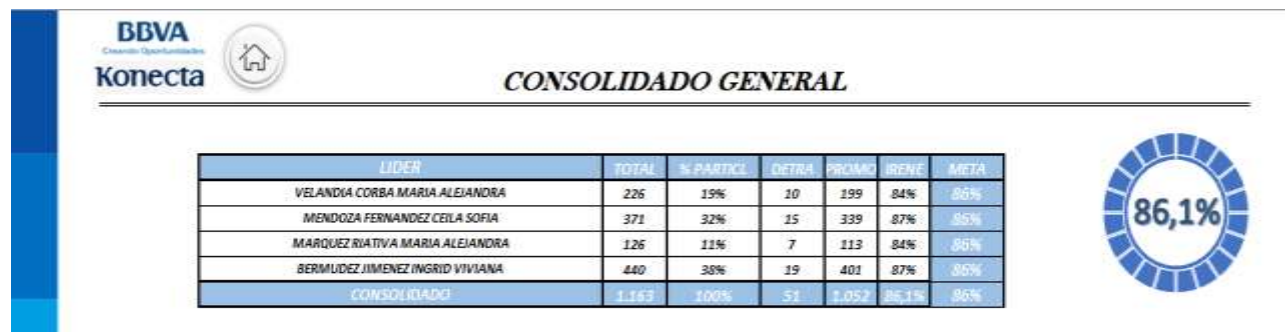 BBVA
Creando Oportunidades
Konecta
CONSOLIDADO GENERAL
LIDER TOTAL % PARTICI. DETRA PROMO IRENE META
VELANDIA CORBA MARIA ALEJANDRA 226 19% 10 199 84% 86%
MENDOZA FERNANDEZ CEILA SOFIA 371 32% 15 339 87% 86%
MARQUEZ RIATIVA MARIA ALEJANDRA 126 11% 7 113 84% 86%
BERMUDEZ JIMENEZ INGRID VIVIANA 440 38% 19 401 87% 86%
CONSOLIDADO 1.163 100% 51 1.052 86,1% 86%
86,1%